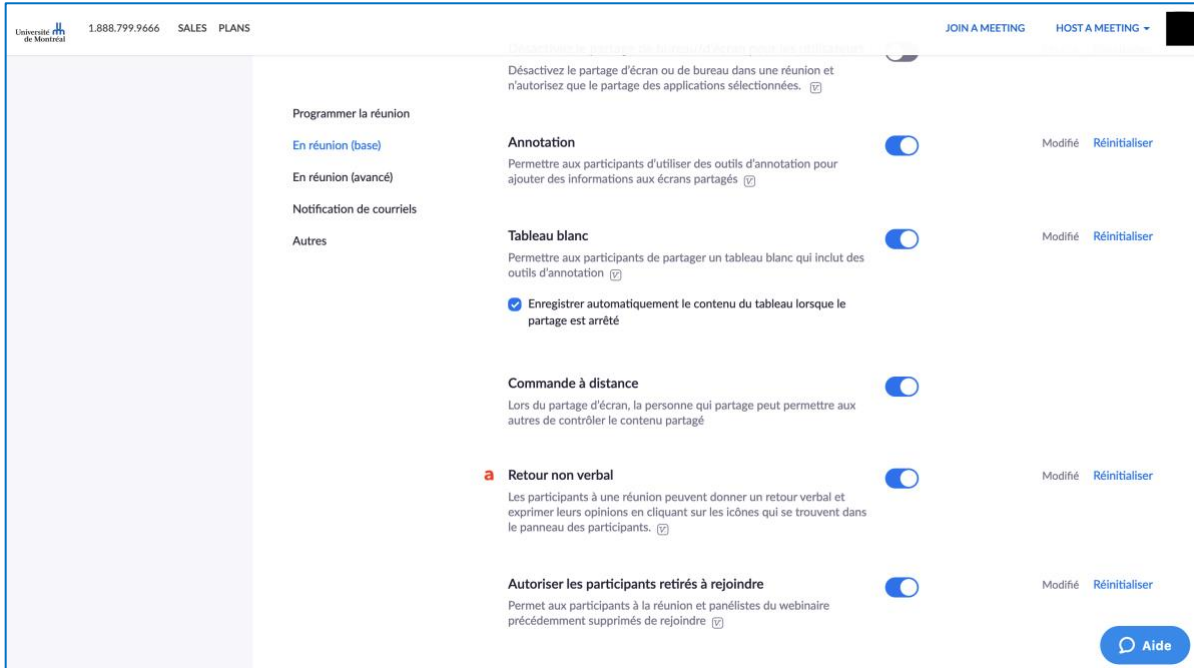 Université de Montréal
1.888.799.9666 SALES PLANS JOIN A MEETING HOST A MEETING
Désactivez le partage d'écran ou de bureau dans une réunion et
n'autorisez que le partage des applications sélectionnées.
Programmer la réunion
En réunion (base)
En réunion (avancé)
Notification de courriels
Autres
Annotation Modifié Réinitialiser
Permettre aux participants d'utiliser des outils d'annotation pour
ajouter des informations aux écrans partagés
Tableau blanc Modifié Réinitialiser
Permettre aux participants de partager un tableau blanc qui inclut des
outils d'annotation
Enregistrer automatiquement le contenu du tableau lorsque le
partage est arrêté
Commande à distance
Lors du partage d'écran, la personne qui partage peut permettre aux
autres de contrôler le contenu partagé
a Retour non verbal Modifié Réinitialiser
Les participants à une réunion peuvent donner un retour verbal et
exprimer leurs opinions en cliquant sur les icônes qui se trouvent dans
le panneau des participants.
Autoriser les participants retirés à rejoindre Modifié Réinitialiser
Permet aux participants à la réunion et panélistes du webinaire
précédemment supprimés de rejoindre
Aide